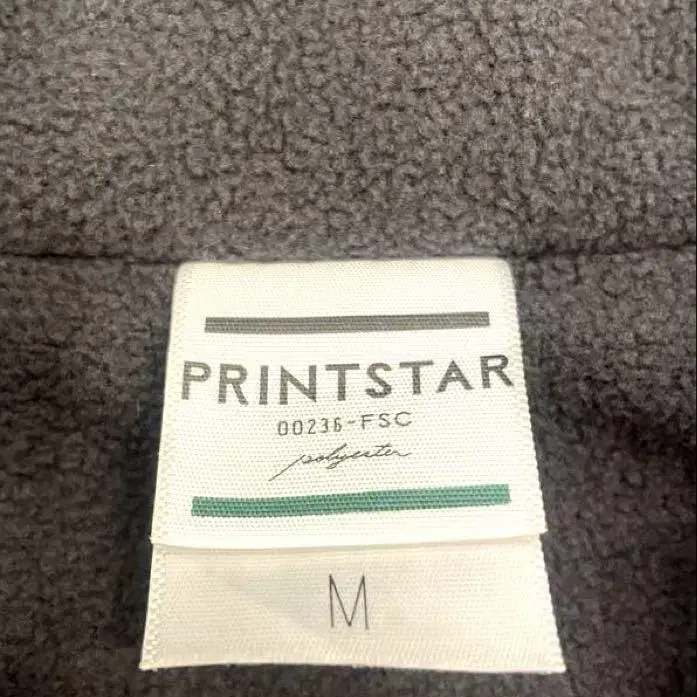 PRINTSTAR
00236-FSC
polyester
M